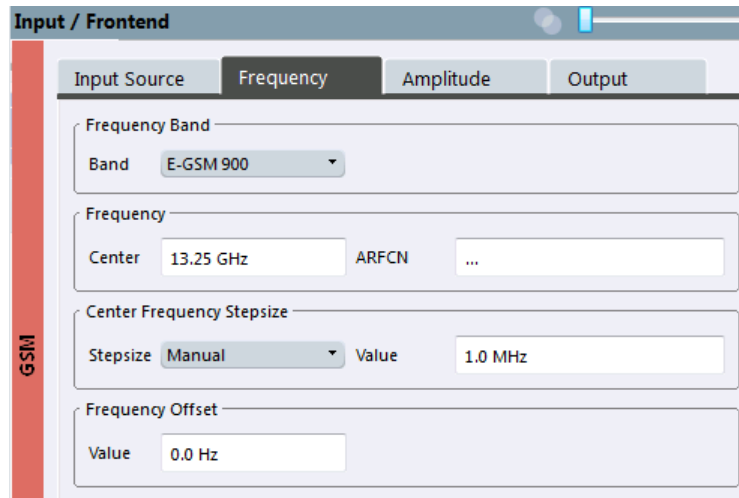 Input / Frontend
Input Source Frequency Amplitude Output
Frequency Band
Band E-GSM 900
Frequency
Center 13.25 GHz ARFCN ...
Center Frequency Stepsize
Stepsize Manual Value 1.0 MHz
GSM
Frequency Offset
Value 0.0 Hz